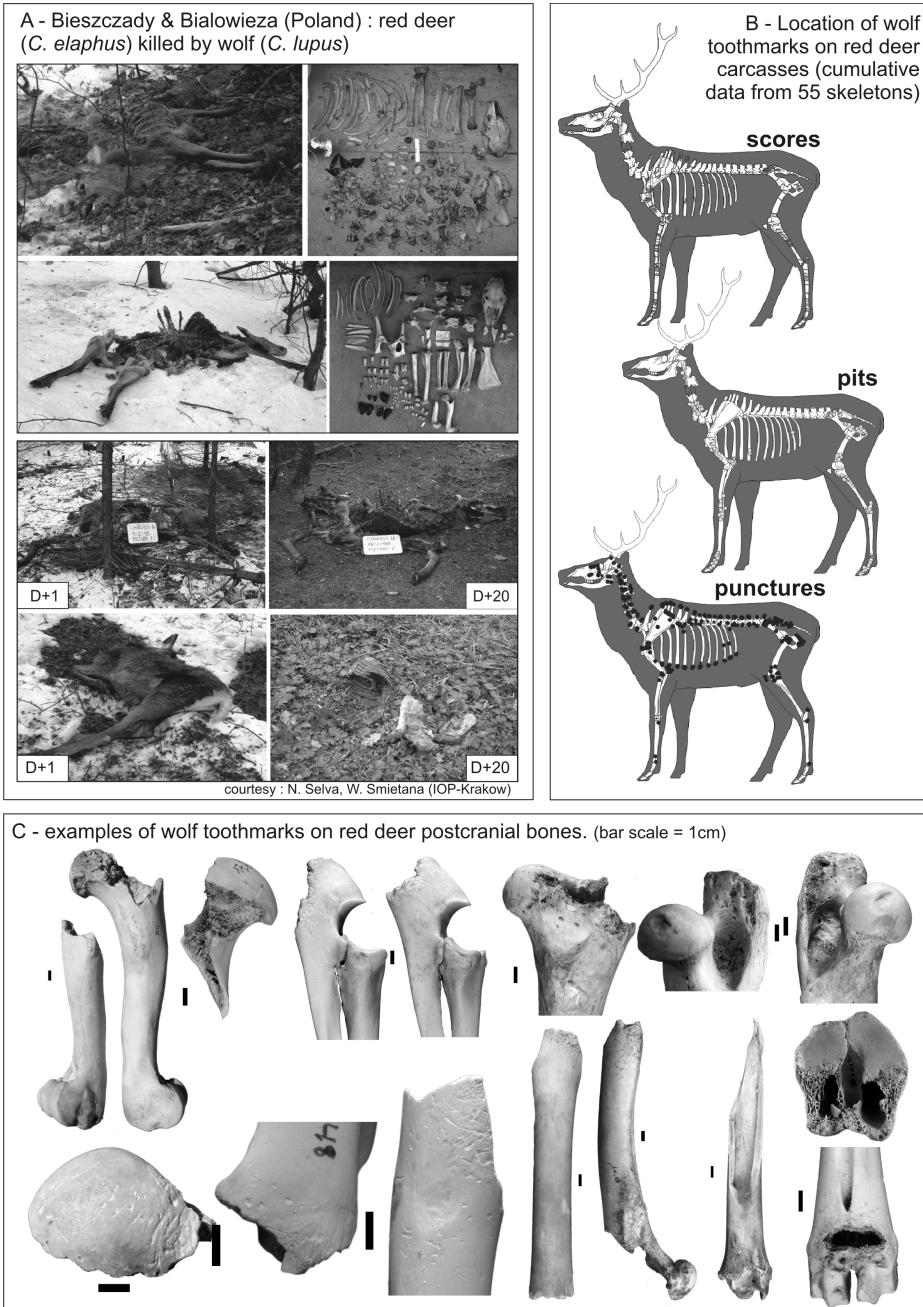 A - Bieszczady & Bialowieza (Poland) : red deer
(C. elaphus) killed by wolf (C. lupus)
D+1
D+20
D+1
D+20
courtesy : N. Selva, W. Smietana (IOP-Krakow)
B - Location of wolf
toothmarks on red deer
carcasses (cumulative
data from 55 skeletons)
scores
pits
punctures
C - examples of wolf toothmarks on red deer postcranial bones. (bar scale = 1cm)
48